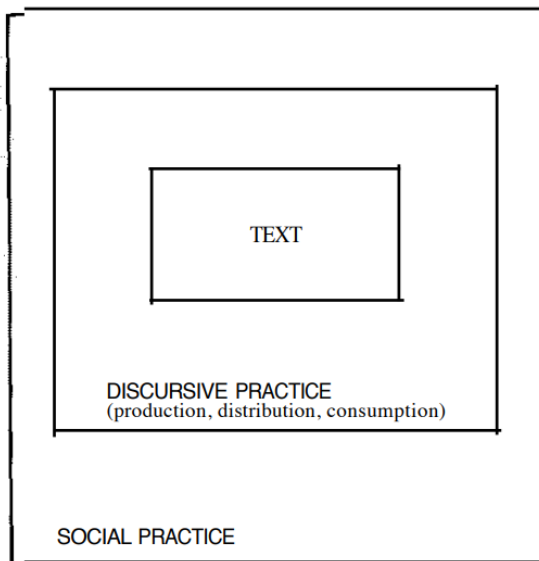 TEXT
DISCURSIVE PRACTICE
(production, distribution, consumption)
SOCIAL PRACTICE